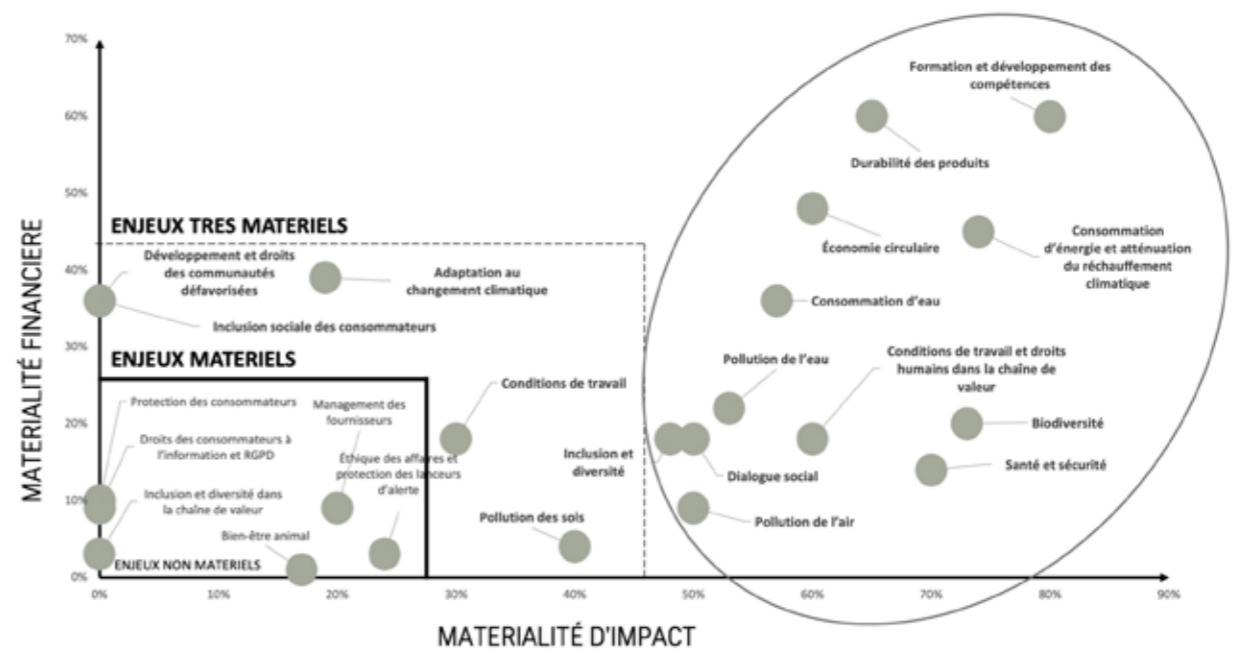 70%
60%
50%
40%
30%
20%
10%
0%
MATERIALITÉ FINANCIERE
Formation et développement des
compétences
Durabilité des produits
Économie circulaire
Consommation
d'énergie et atténuation
du réchauffement
climatique
ENJEUX TRES MATERIELS
Développement et droits
des communautés
défavorisées
Adaptation au
changement climatique
Consommation d'eau
Inclusion sociale des consommateurs
ENJEUX MATERIELS
Pollution de l'eau
Conditions de travail et droits
humains dans la chaîne de
valeur
Conditions de travail
Protection des consommateurs
Management des
fournisseurs
Droits des consommateurs à
l'information et RGPD
Éthique des affaires et
protection des lanceurs
d'alerte
Inclusion et
diversité
Dialogue social
Biodiversité
Santé et sécurité
Inclusion et diversité dans
la chaîne de valeur
Bien-être animal
Pollution des sols
Pollution de l'air
ENJEUX NON MATERIELS
0%
10%
20%
30%
40%
50%
60%
70%
80%
90%
MATERIALITÉ D'IMPACT